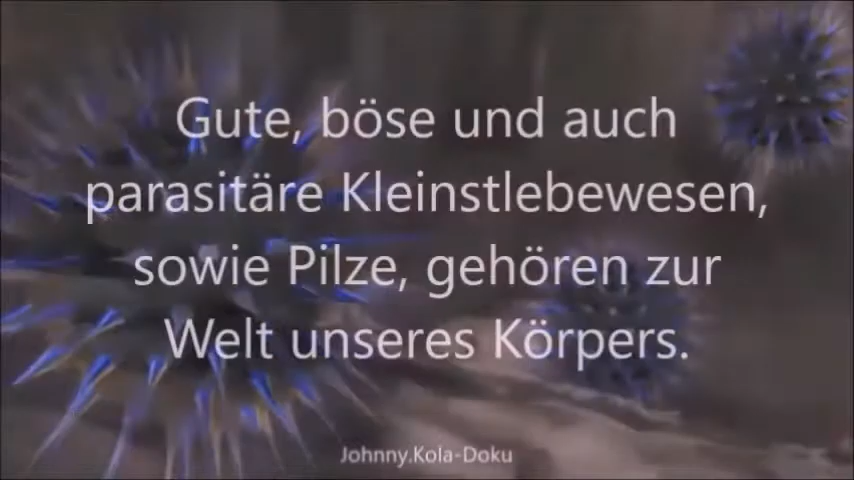 Gute, böse und auch
parasitäre Kleinstlebewesen,
sowie Pilze, gehören zur
Welt unseres Körpers.
Johnny.Kola-Doku